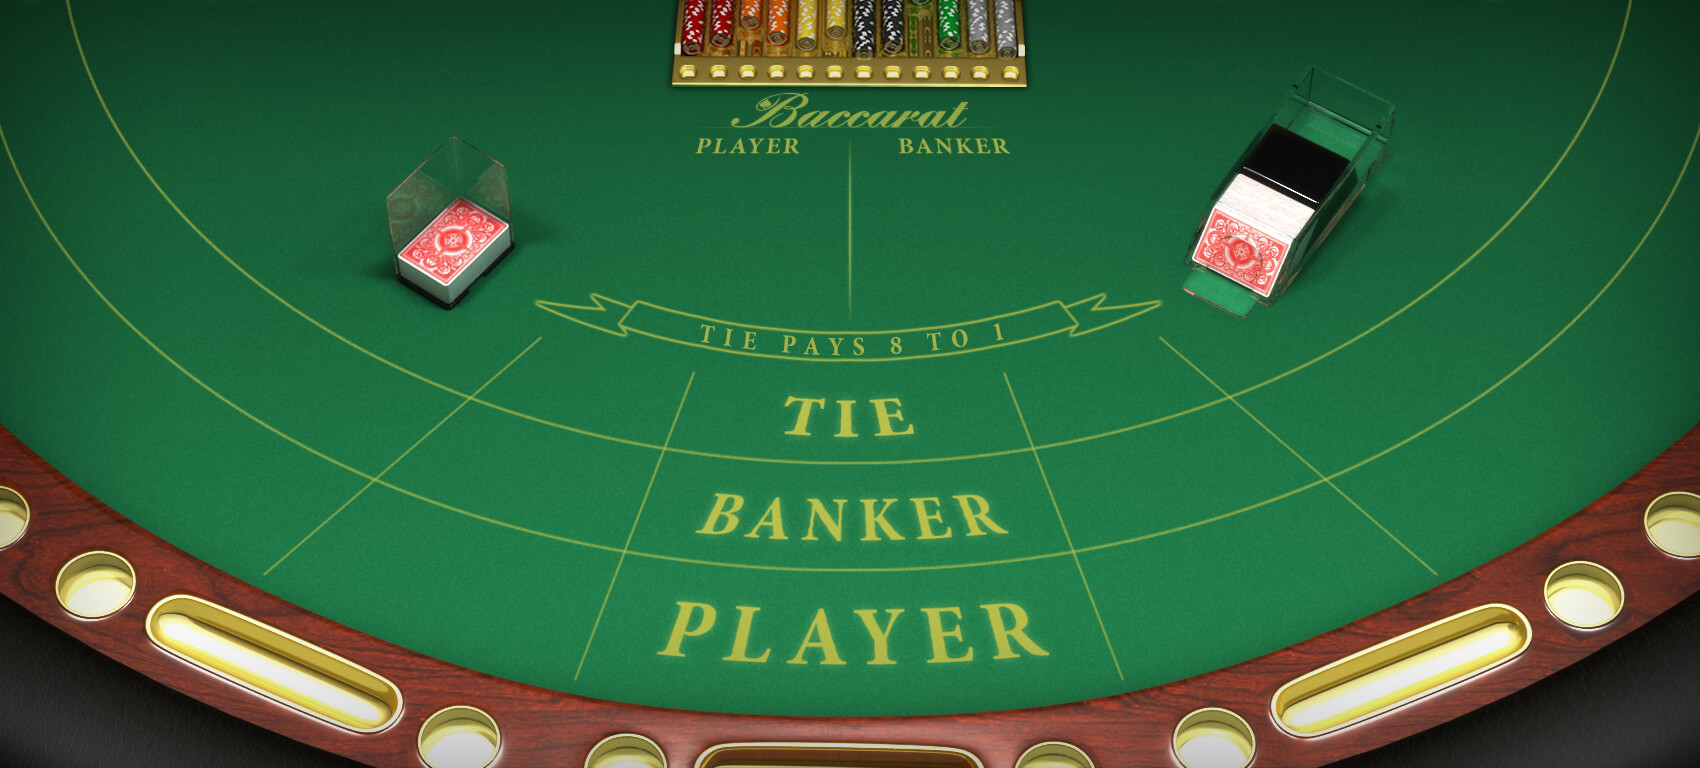 Baccarat
PLAYER BANKER
TIE PAYS 8 TO 1
TIE
BANKER
PLAYER